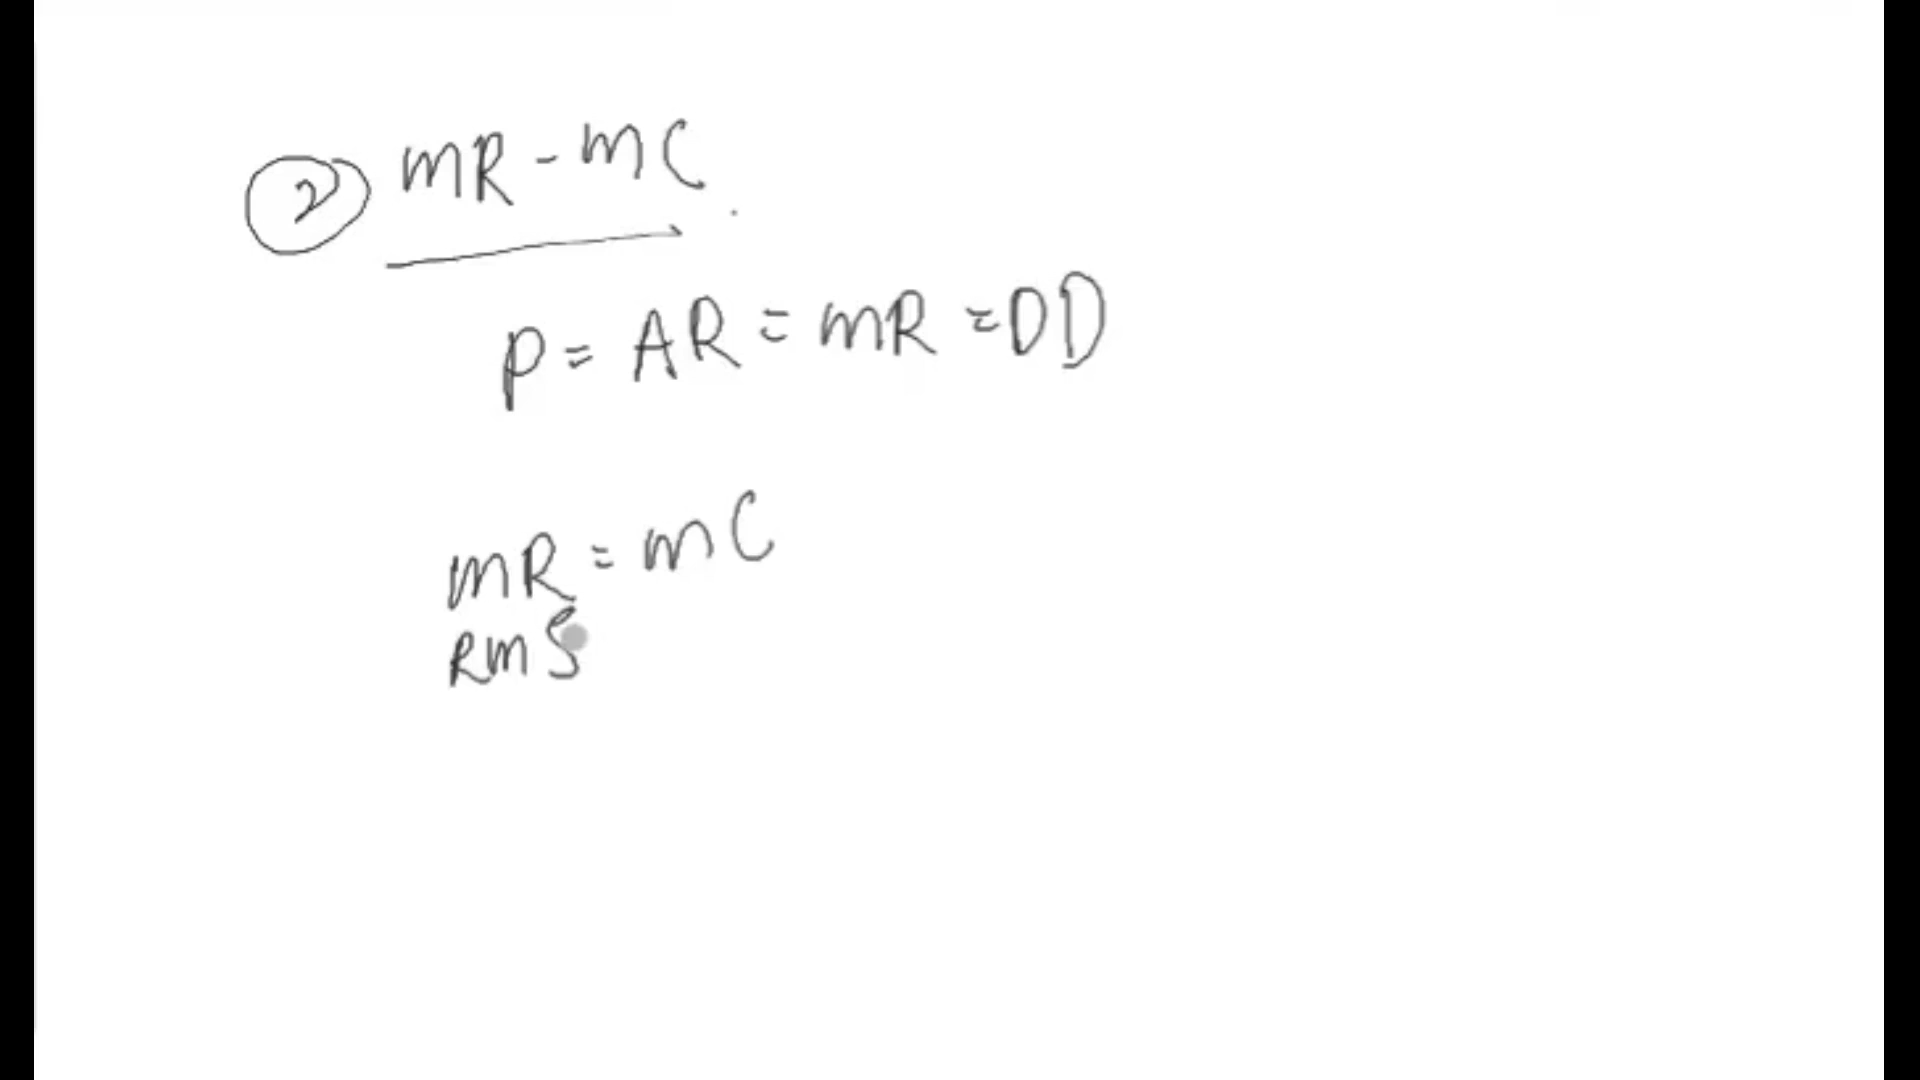 ② mR - mC
P = AR = mR = DD
mR = mC
RmS